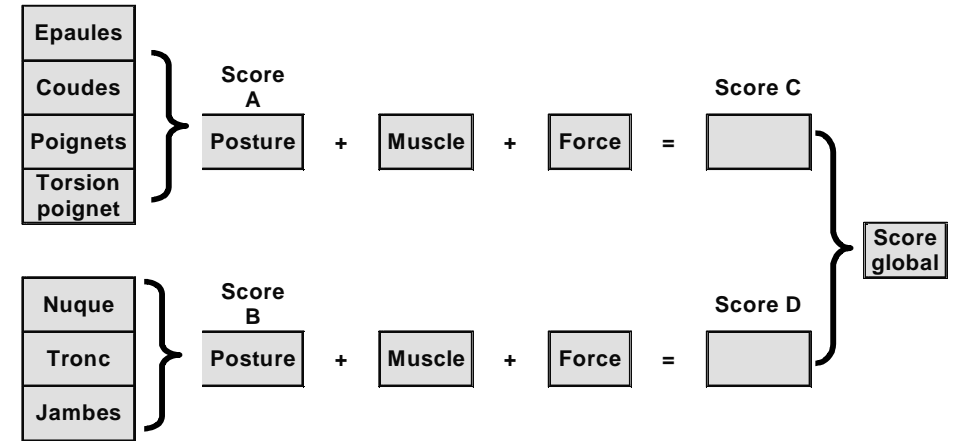 Epaules
Coudes
Poignets
Torsion
poignet
Score
A
Posture + Muscle + Force =
Score C
Nuque
Tronc
Jambes
Score
B
Posture + Muscle + Force =
Score D
Score
global